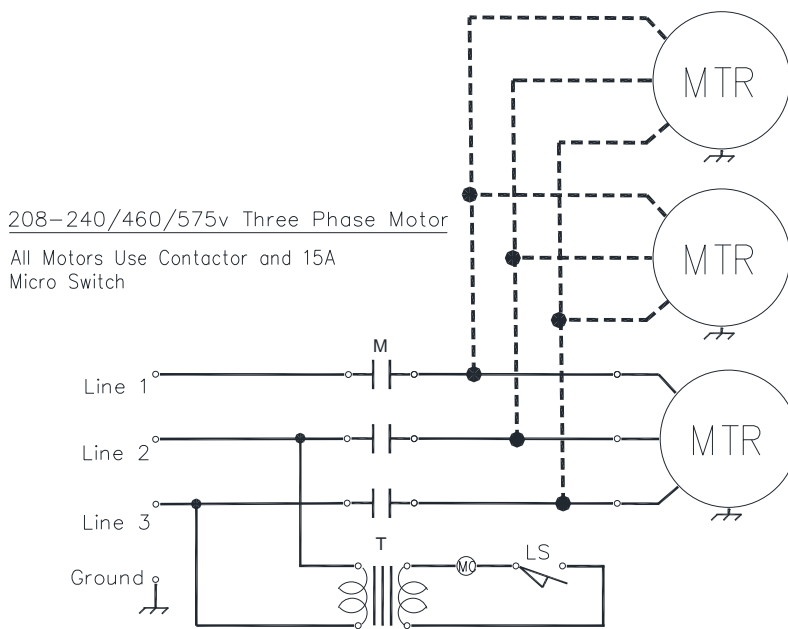 MTR
208-240/460/575v Three Phase Motor
MTR
All Motors Use Contactor and 15A
Micro Switch
M
Line 1
MTR
Line 2
Line 3
T
LS
MC
Ground